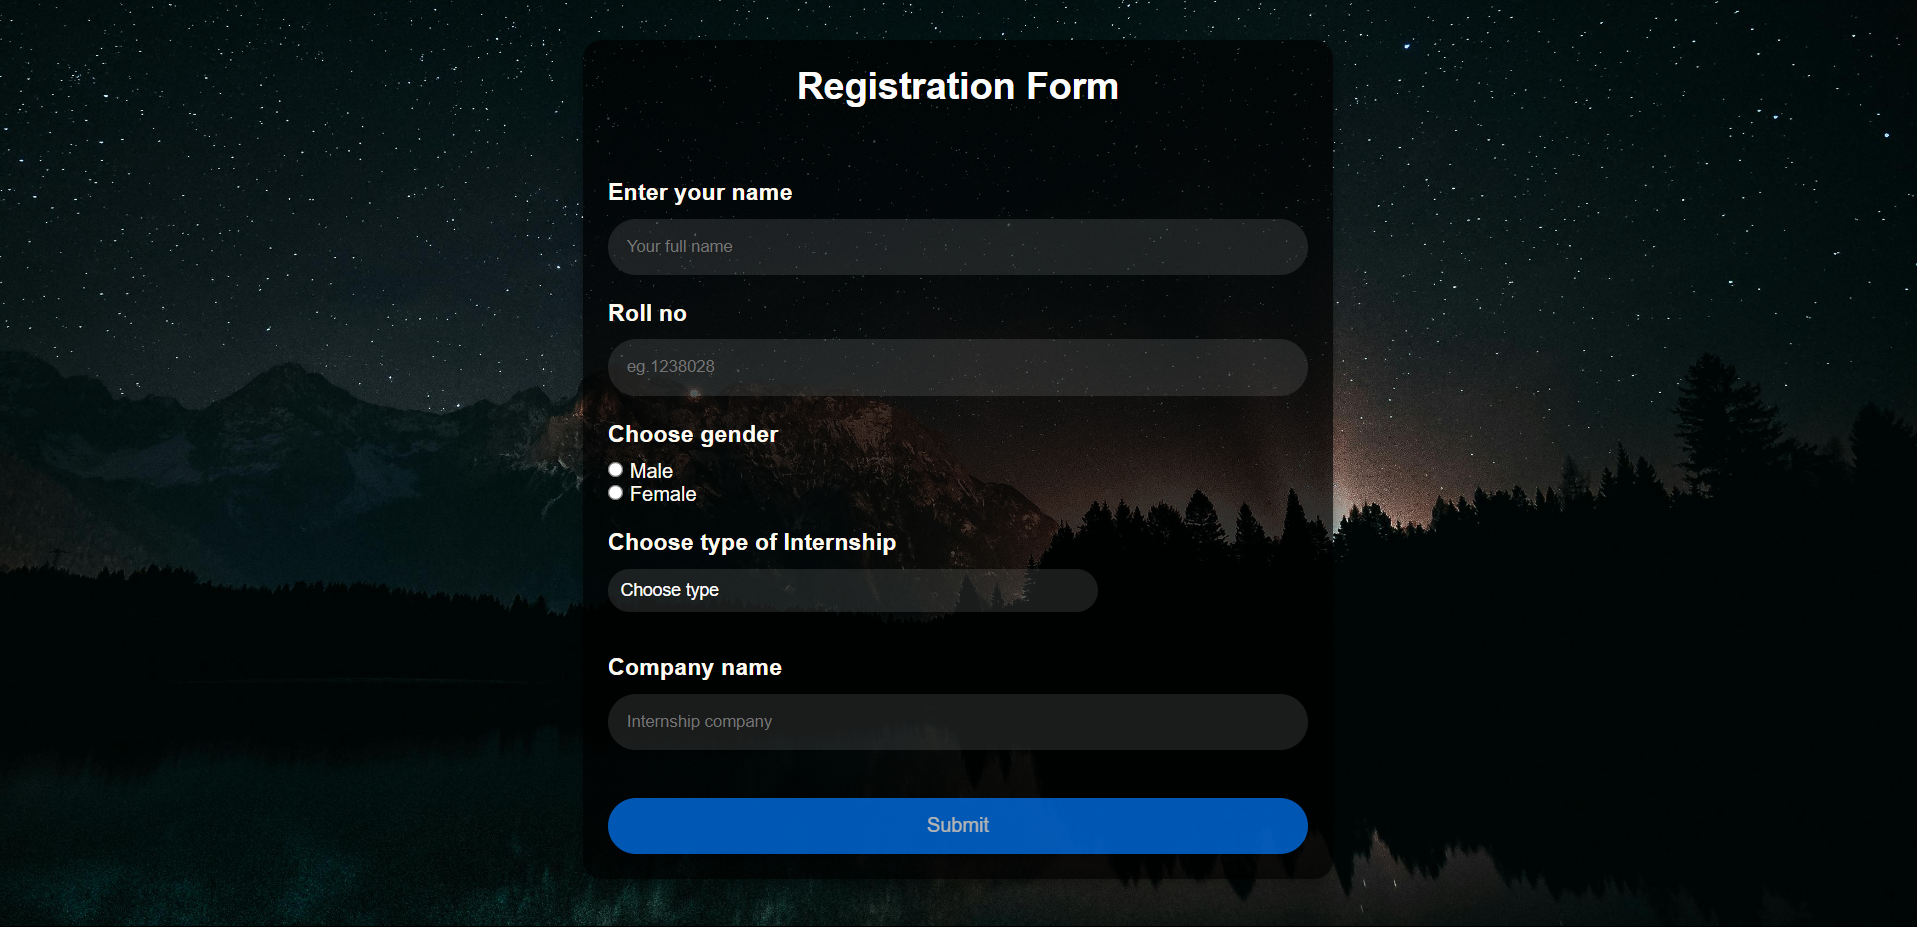 Registration Form
Enter your name
Your full name
Roll no
eg.1238028
Choose gender
Male
Female
Choose type of Internship
Choose type
Company name
Internship company
Submit